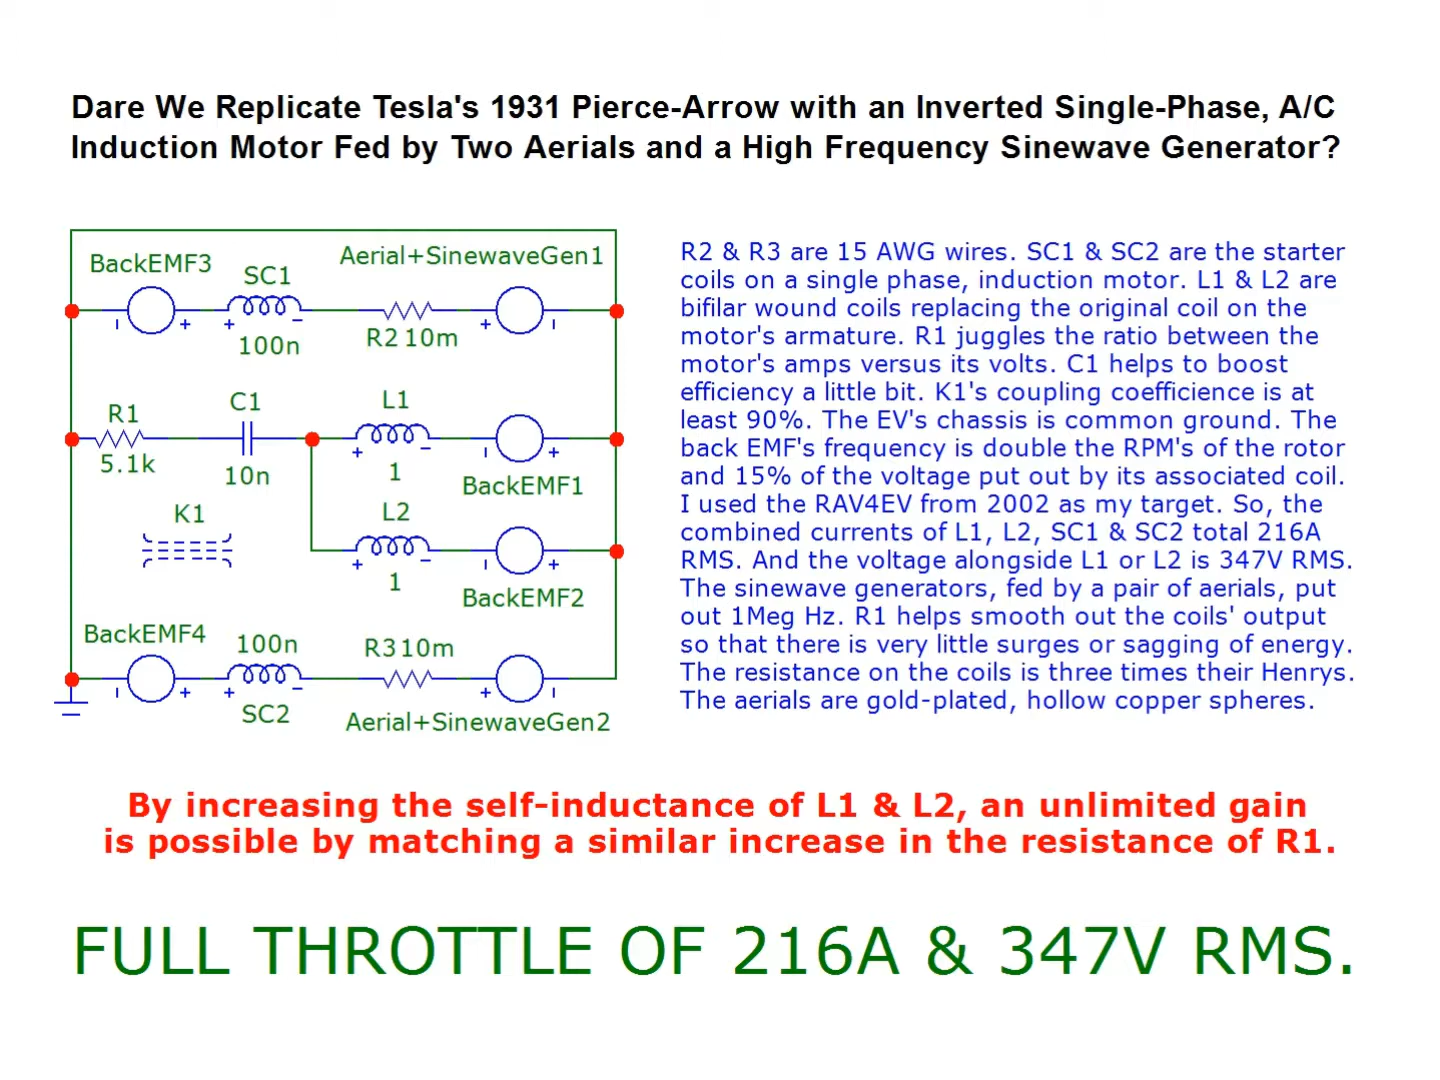 Dare We Replicate Tesla's 1931 Pierce-Arrow with an Inverted Single-Phase, A/C
Induction Motor Fed by Two Aerials and a High Frequency Sinewave Generator?
BackEMF3
SC1
100n
Aerial+SinewaveGen1
R2 10m
R1
5.1k
C1
10n
L1
1
BackEMF1
K1
L2
1
BackEMF2
BackEMF4
100n
SC2
R3 10m
Aerial+SinewaveGen2
R2 & R3 are 15 AWG wires. SC1 & SC2 are the starter
coils on a single phase, induction motor. L1 & L2 are
bifilar wound coils replacing the original coil on the
motor's armature. R1 juggles the ratio between the
motor's amps versus its volts. C1 helps to boost
efficiency a little bit. K1's coupling coefficience is at
least 90%. The EV's chassis is common ground. The
back EMF's frequency is double the RPM's of the rotor
and 15% of the voltage put out by its associated coil.
I used the RAV4EV from 2002 as my target. So, the
combined currents of L1, L2, SC1 & SC2 total 216A
RMS. And the voltage alongside L1 or L2 is 347V RMS.
The sinewave generators, fed by a pair of aerials, put
out 1Meg Hz. R1 helps smooth out the coils' output
so that there is very little surges or sagging of energy.
The resistance on the coils is three times their Henrys.
The aerials are gold-plated, hollow copper spheres.
By increasing the self-inductance of L1 & L2, an unlimited gain
is possible by matching a similar increase in the resistance of R1.
FULL THROTTLE OF 216A & 347V RMS.